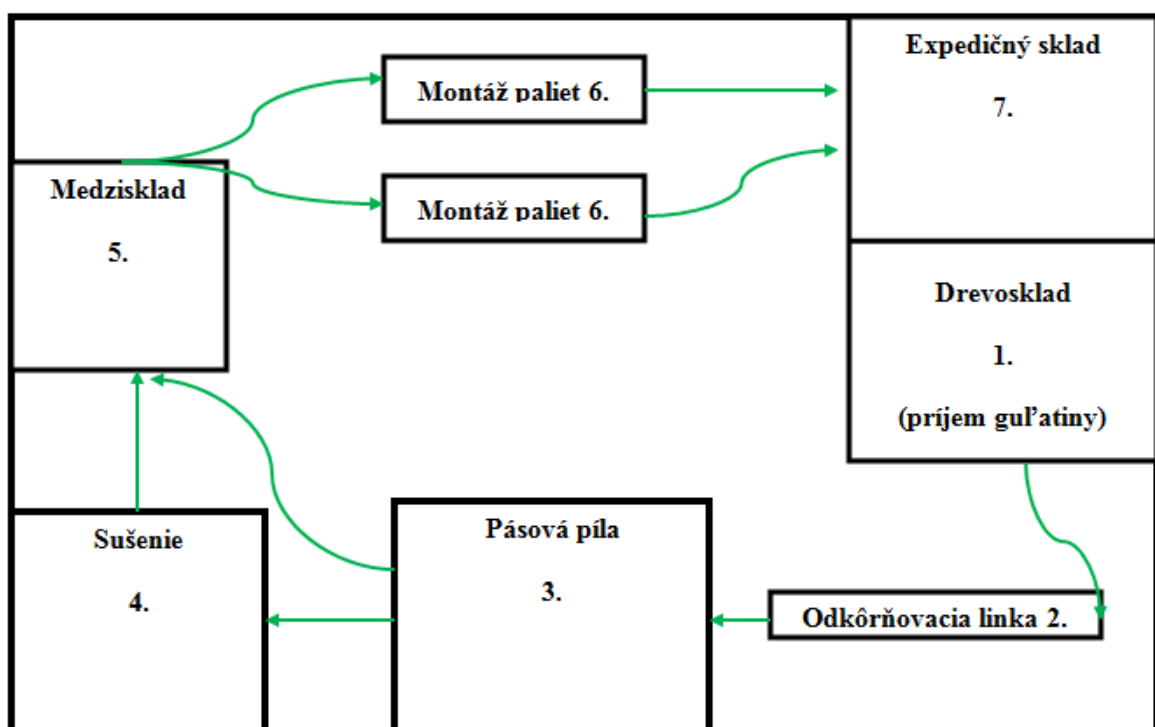 Expedičný sklad
7.
Montáž paliet 6.
Medzisklad
5.
Montáž paliet 6.
Drevosklad
1.
(príjem guľatiny)
Sušenie
4.
Pásová píla
3.
Odkôrňovacia linka 2.